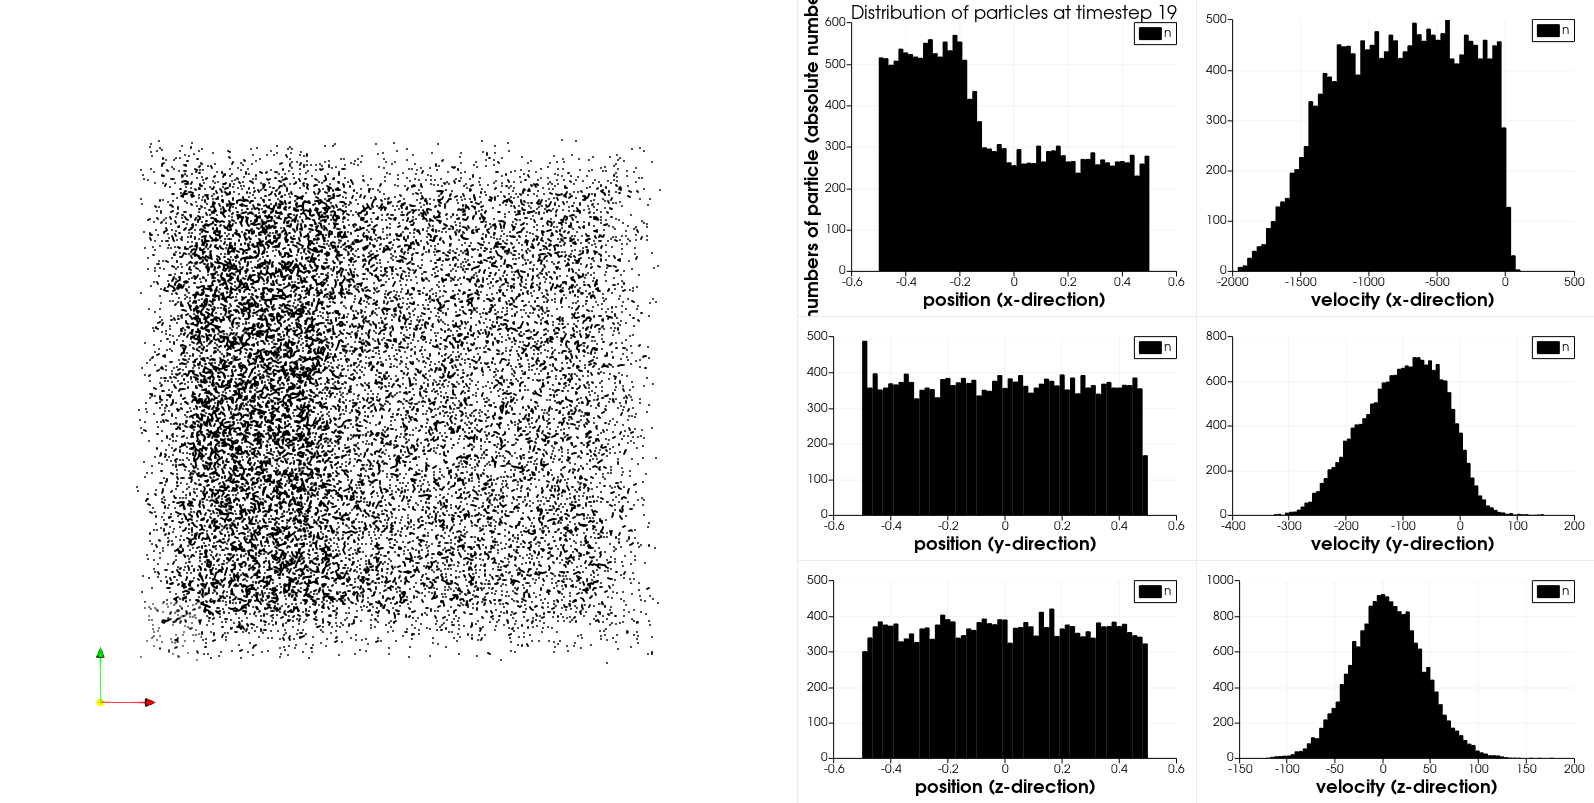 Distribution of particles at timestep 19
numbers of particle (absolute numbe
600
500
400
300
200
100
0
n
-0.6 -0.4 -0.2 0 0.2 0.4 0.6
position (x-direction)
500
400
300
200
100
0
n
-2000 -1500 -1000 -500 0 500
velocity (x-direction)
500
400
300
200
100
0
n
-0.6 -0.4 -0.2 0 0.2 0.4 0.6
position (y-direction)
800
600
400
200
0
n
-400 -300 -200 -100 0 100 200
velocity (y-direction)
500
400
300
200
100
0
n
-0.6 -0.4 -0.2 0 0.2 0.4 0.6
position (z-direction)
1000
800
600
400
200
0
n
-150 -100 -50 0 50 100 150 200
velocity (z-direction)